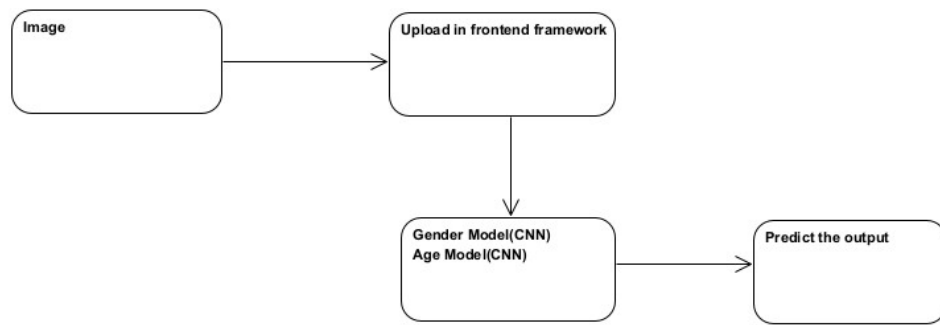 Image
Upload in frontend framework
Gender Model(CNN)
Age Model(CNN)
Predict the output